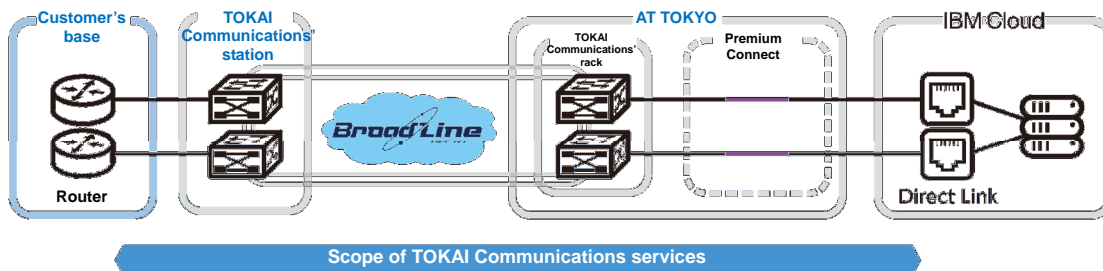 Customer's
base
TOKAI
Communications'
station
AT TOKYO
TOKAI
Communications'
rack
Premium
Connect
IBM Cloud
BroadLine
Router
Direct Link
Scope of TOKAI Communications services